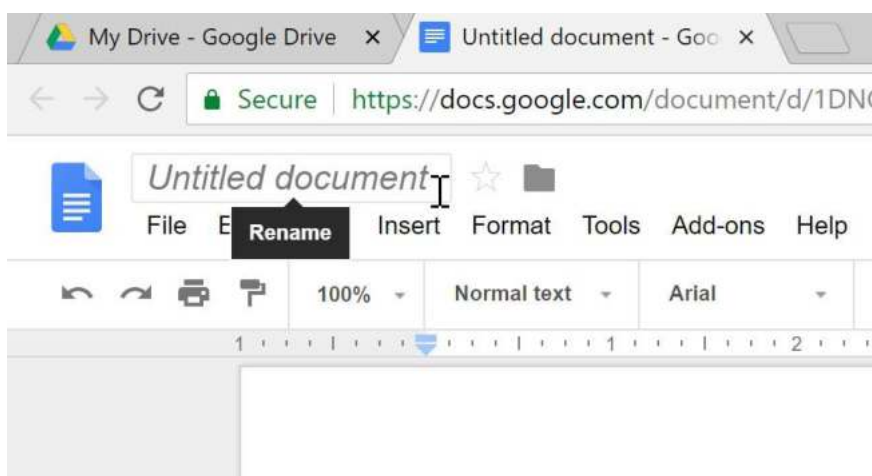 My Drive - Google Drive × Untitled document - Goo ×
Secure https://docs.google.com/document/d/1DN
Untitled document
File E Insert Format Tools Add-ons Help
Rename
100% Normal text Arial
1 1 2